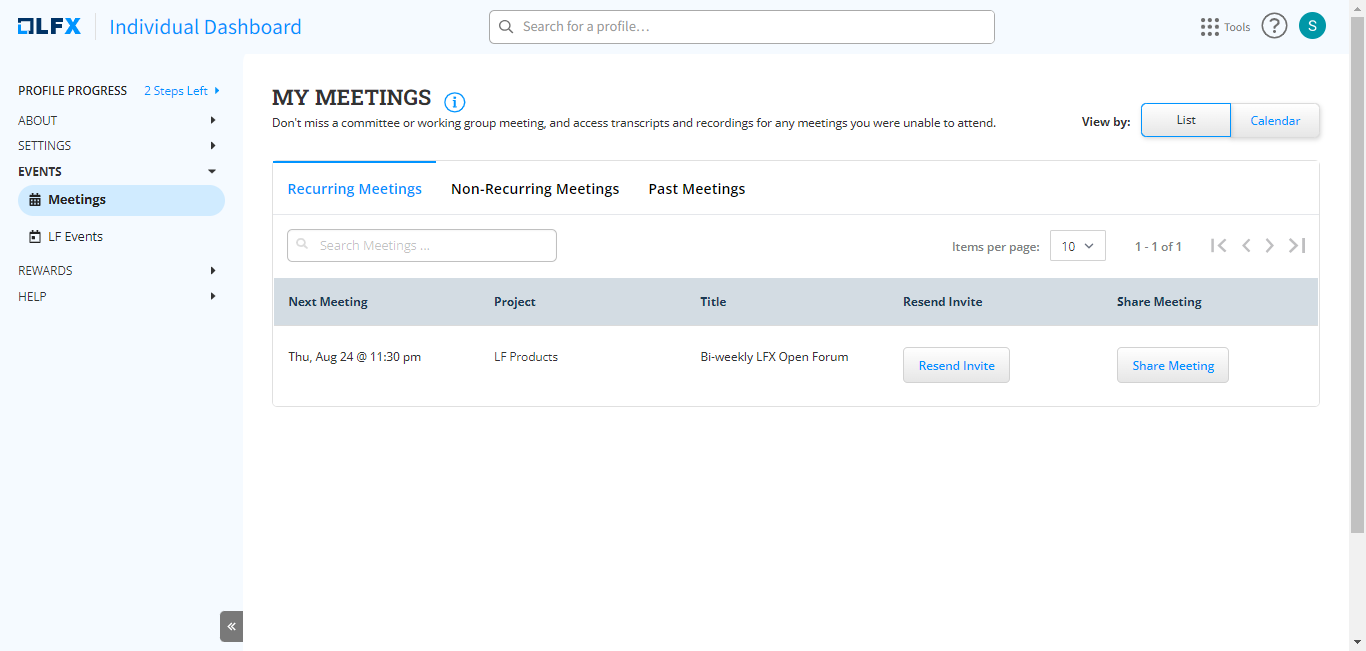 LFX Individual Dashboard
Search for a profile...
Tools
?
S
PROFILE PROGRESS 2 Steps Left
ABOUT
SETTINGS
EVENTS
Meetings
LF Events
REWARDS
HELP
«
MY MEETINGS i
Don't miss a committee or working group meeting, and access transcripts and recordings for any meetings you were unable to attend.
View by: List Calendar
Recurring Meetings Non-Recurring Meetings Past Meetings
Search Meetings ...
Items per page: 10 1 - 1 of 1
Next Meeting Project Title Resend Invite Share Meeting
Thu, Aug 24 @ 11:30 pm LF Products Bi-weekly LFX Open Forum Resend Invite Share Meeting